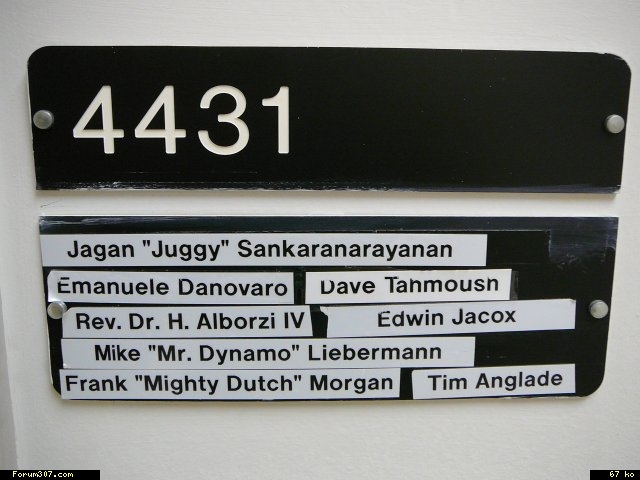 4431
Jagan "Juggy" Sankaranarayanan
Emanuele Danovaro Dave Tahmoush
Rev. Dr. H. Alborzi IV Edwin Jacox
Mike "Mr. Dynamo" Liebermann
Frank "Mighty Dutch" Morgan Tim Anglade
Forum307.com 67 ko